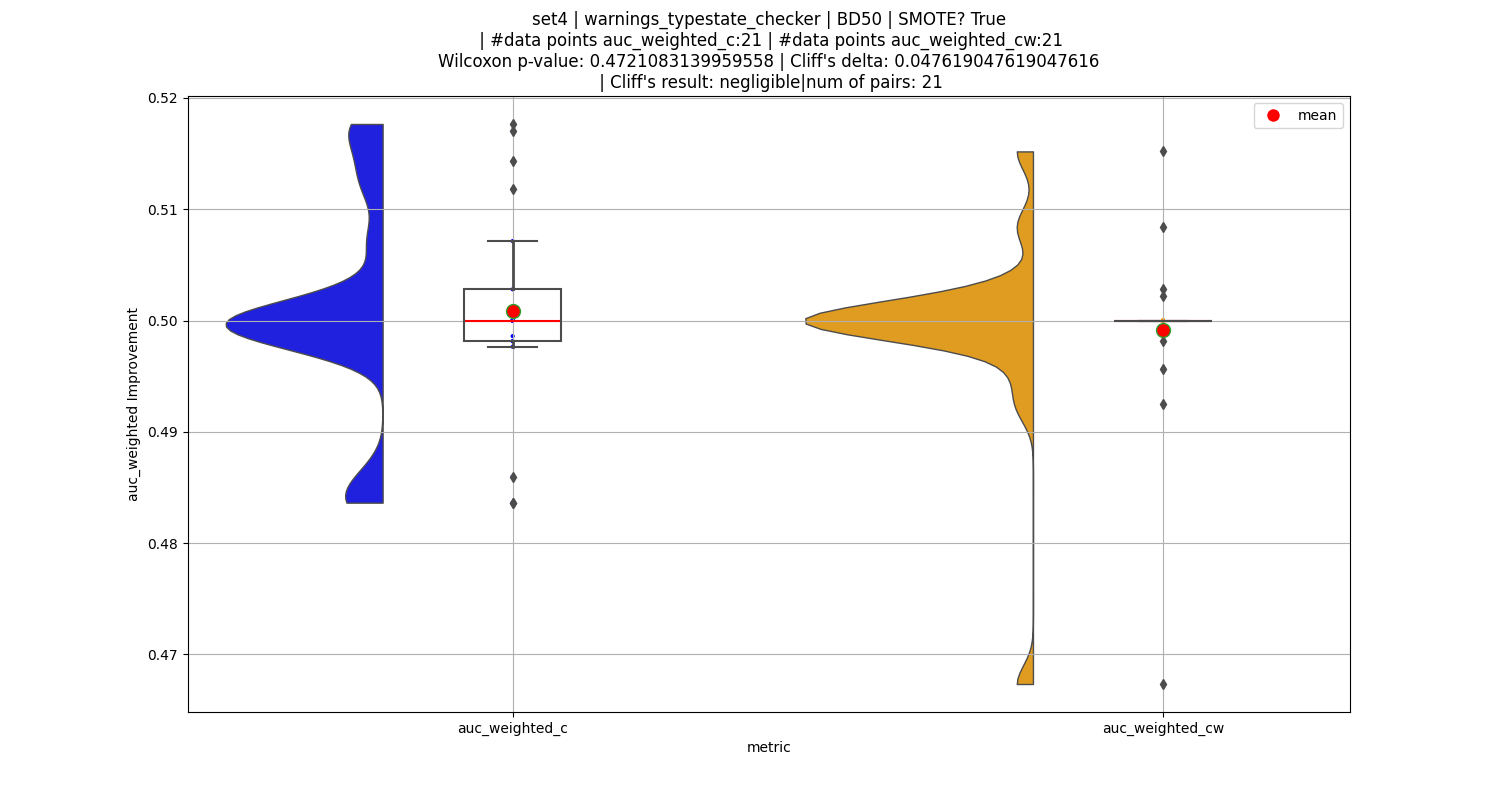 set4 | warnings_typestate_checker | BD50 | SMOTE? True
| #data points auc_weighted_c:21 | #data points auc_weighted_cw:21
Wilcoxon p-value: 0.4721083139959558 | Cliff's delta: 0.047619047619047616
| Cliff's result: negligible|num of pairs: 21
0.52
mean
0.51
0.50
auc_weighted Improvement
0.49
0.48
0.47
auc_weighted_c
auc_weighted_cw
metric